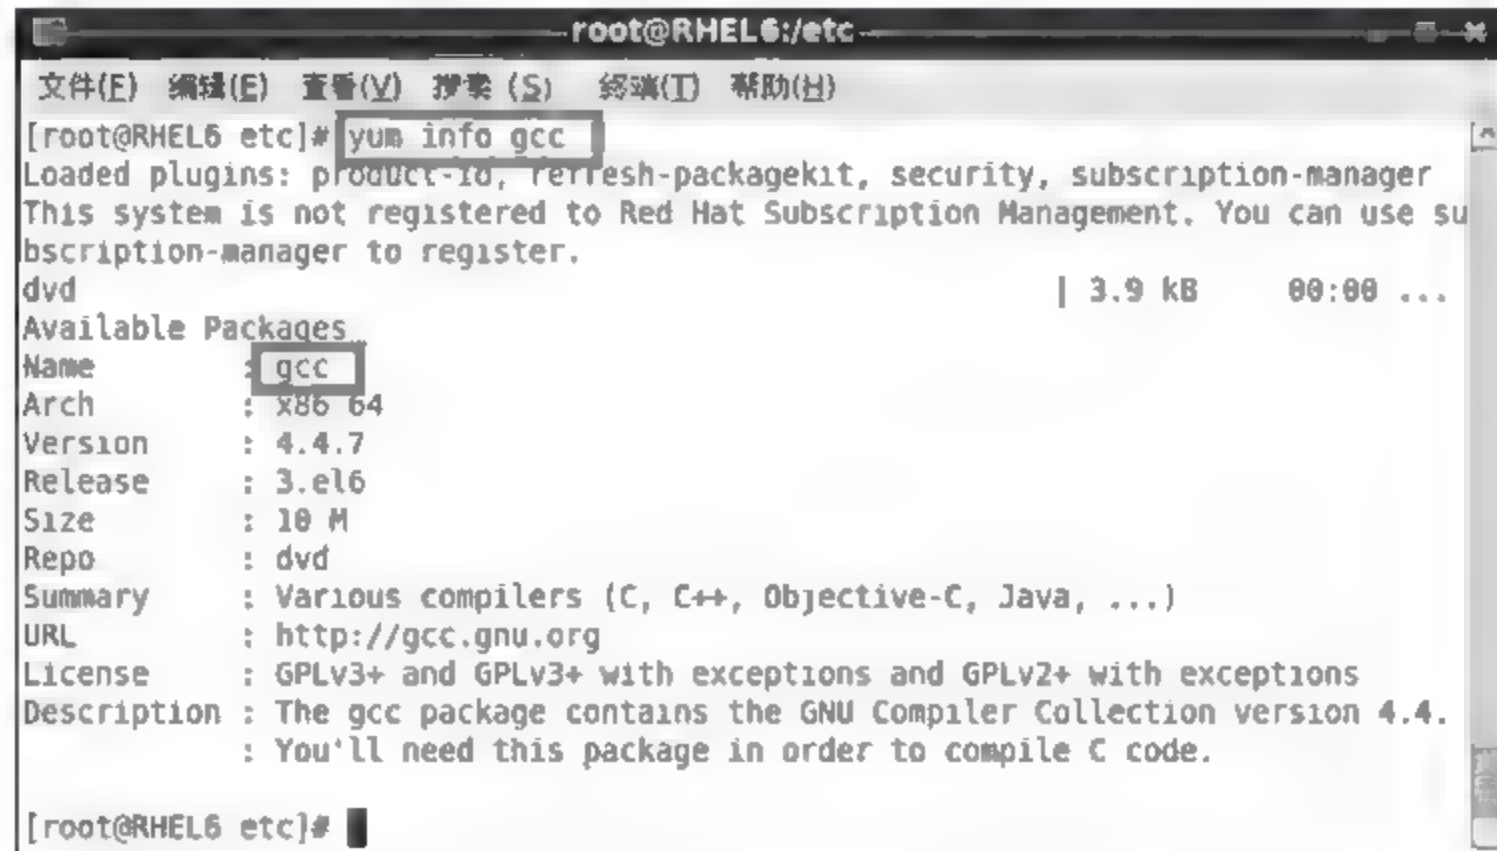 root@RHEL6:/etc
文件(F) 编辑(E) 查看(V) 搜索 (S) 终端(T) 帮助(H)
[root@RHEL6 etc]# yum info gcc
Loaded plugins: product-id, refresh-packagekit, security, subscription-manager
This system is not registered to Red Hat Subscription Management. You can use su
bscription-manager to register.
dvd | 3.9 kB 00:00 ...
Available Packages
Name : gcc
Arch : x86_64
Version : 4.4.7
Release : 3.el6
Size : 10 M
Repo : dvd
Summary : Various compilers (C, C++, Objective-C, Java, ...)
URL : http://gcc.gnu.org
License : GPLv3+ and GPLv3+ with exceptions and GPLv2+ with exceptions
Description : The gcc package contains the GNU Compiler Collection version 4.4.
: You'll need this package in order to compile C code.
[root@RHEL6 etc]#